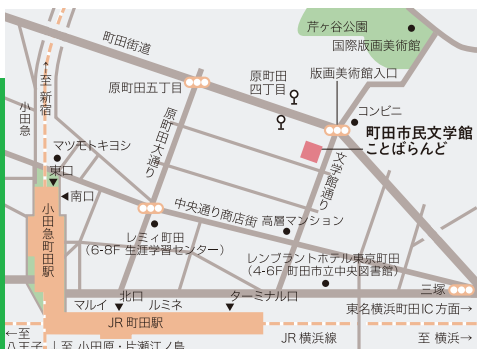 芹ヶ谷公園
国際版画美術館
町田街道
↑至 新宿
小田急
原町田五丁目
原町田
四丁目
版画美術館入口
コンビニ
町田市民文学館
ことばらんど
マツモトキヨシ
東口
南口
原町田大通り
文学館通り
中央通り商店街
高層マンション
小田急町田駅
レミィ町田
(6-8F 生涯学習センター)
レンブラントホテル東京町田
(4-6F 町田市立中央図書館)
三塚
北口
マルイ
ルミネ
ターミナル口
東名横浜町田IC 方面→
JR 町田駅
JR 横浜線
至 横浜→
←至
八王子
至 小田原・片瀬江ノ島